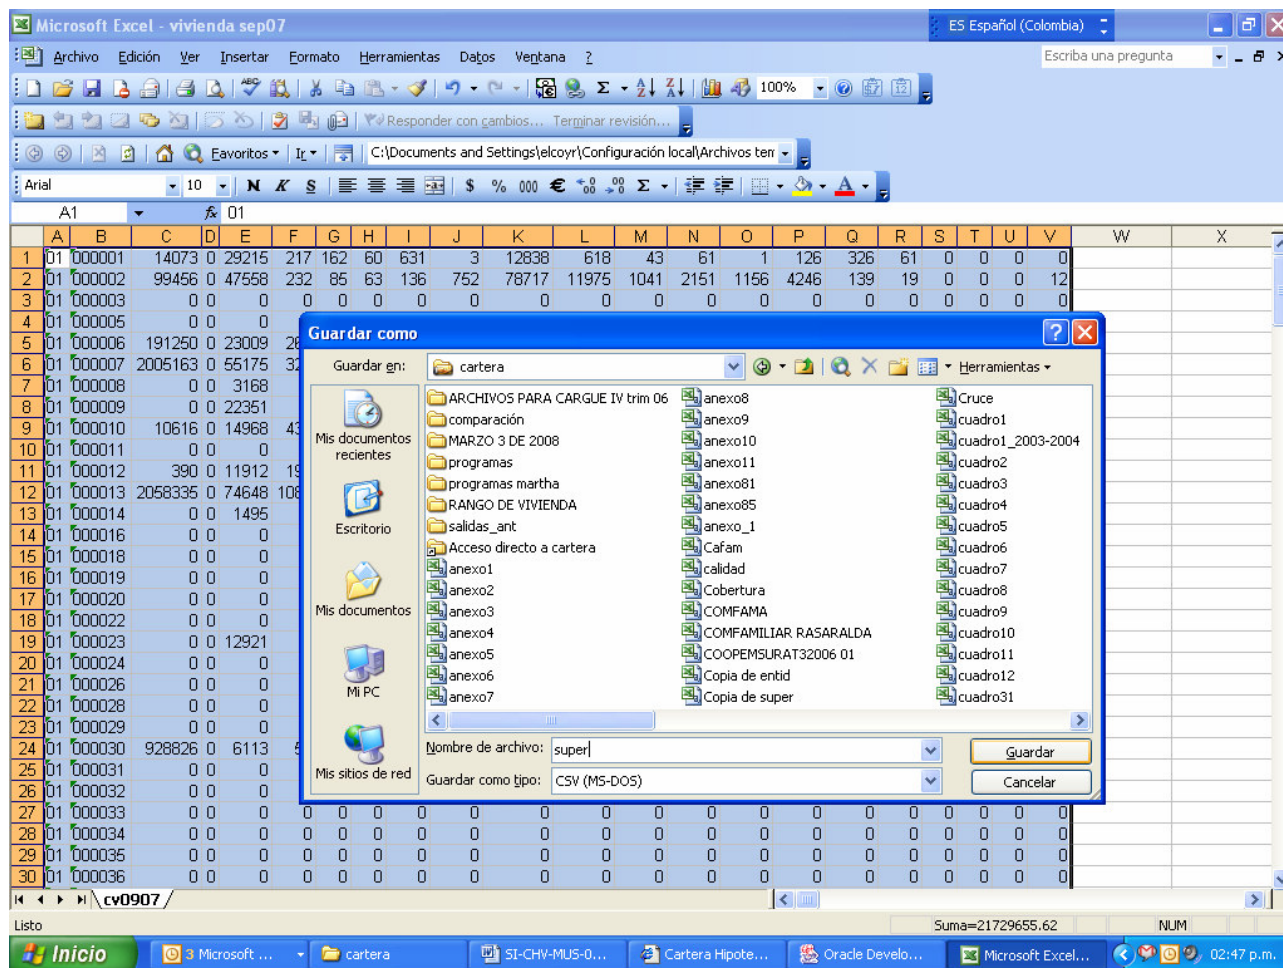 Microsoft Excel - vivienda sep07
ES Español (Colombia)
Archivo Edición Ver Insertar Formato Herramientas Datos Ventana ?
Escriba una pregunta
100%
Responder con cambios... Terminar revisión...
Favoritos Ir C:\Documents and Settings\elcoyr\Configuración local\Archivos tem
Arial 10 N K S $ % 000 €
A1 fx 01
A B C D E F G H I J K L M N O P Q R S T U V W X
1 01 000001 14073 0 29215 217 162 60 631 3 12838 618 43 61 1 126 326 61 0 0 0 0
2 01 000002 99456 0 47558 232 85 63 136 752 78717 11975 1041 2151 1156 4246 139 19 0 0 0 12
3 01 000003 0 0 0 0 0 0 0 0 0 0 0 0 0 0 0 0 0 0 0 0
4 01 000005 0 0 0
5 01 000006 191250 0 23009
6 01 000007 2005163 0 55175
7 01 000008 0 0 3168
8 01 000009 0 0 22351
9 01 000010 10616 0 14968
10 01 000011 0 0 0
11 01 000012 390 0 11912
12 01 000013 2058335 0 74648
13 01 000014 0 0 1495
14 01 000016 0 0 0
15 01 000018 0 0 0
16 01 000019 0 0 0
17 01 000020 0 0 0
18 01 000022 0 0 0
19 01 000023 0 0 12921
20 01 000024 0 0 0
21 01 000026 0 0 0
22 01 000028 0 0 0
23 01 000029 0 0 0
24 01 000030 928826 0 6113
25 01 000031 0 0 0
26 01 000032 0 0 0
27 01 000033 0 0 0 0 0 0 0 0 0 0 0 0 0 0 0 0 0 0 0 0
28 01 000034 0 0 0 0 0 0 0 0 0 0 0 0 0 0 0 0 0 0 0 0
29 01 000035 0 0 0 0 0 0 0 0 0 0 0 0 0 0 0 0 0 0 0 0
30 01 000036 0 0 0 0 0 0 0 0 0 0 0 0 0 0 0 0 0 0 0 0
Guardar como
Guardar en: cartera Herramientas
Mis documentos recientes
Escritorio
Mis documentos
Mi PC
Mis sitios de red
ARCHIVOS PARA CARGUE IV trim 06
comparación
MARZO 3 DE 2008
programas
programas martha
RANGO DE VIVIENDA
salidas_ant
Acceso directo a cartera
anexo1
anexo2
anexo3
anexo4
anexo5
anexo6
anexo7
anexo8
anexo9
anexo10
anexo11
anexo81
anexo85
anexo_1
Cafam
calidad
Cobertura
COMFAMA
COMFAMILIAR RASARALDA
COOPEMSURAT32006 01
Copia de entid
Copia de super
Cruce
cuadro1
cuadro1_2003-2004
cuadro2
cuadro3
cuadro4
cuadro5
cuadro6
cuadro7
cuadro8
cuadro9
cuadro10
cuadro11
cuadro12
cuadro31
Nombre de archivo: super
Guardar
Guardar como tipo: CSV (MS-DOS)
Cancelar
cv0907
Listo Suma=21729655.62 NUM
Inicio 3 Microsoft ... cartera SI-CHV-MUS-0... Cartera Hipote... Oracle Develo... Microsoft Excel... 02:47 p.m.